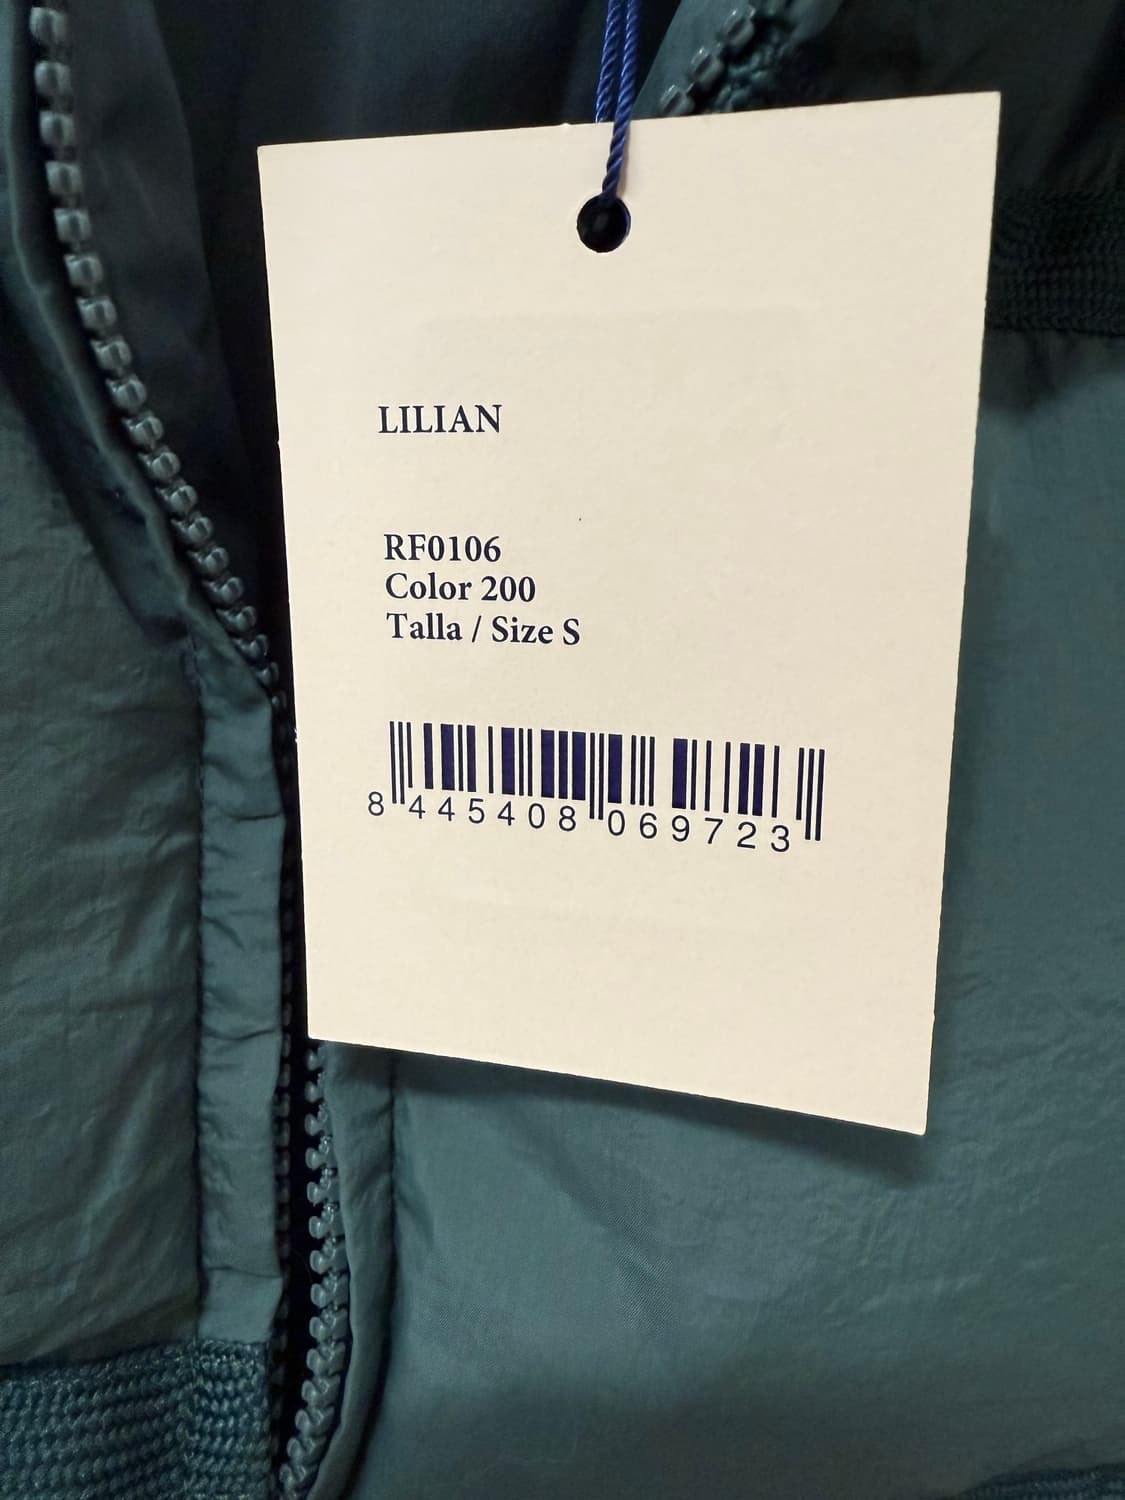 LILIAN
RF0106
Color 200
Talla / Size S
8 445408 069723